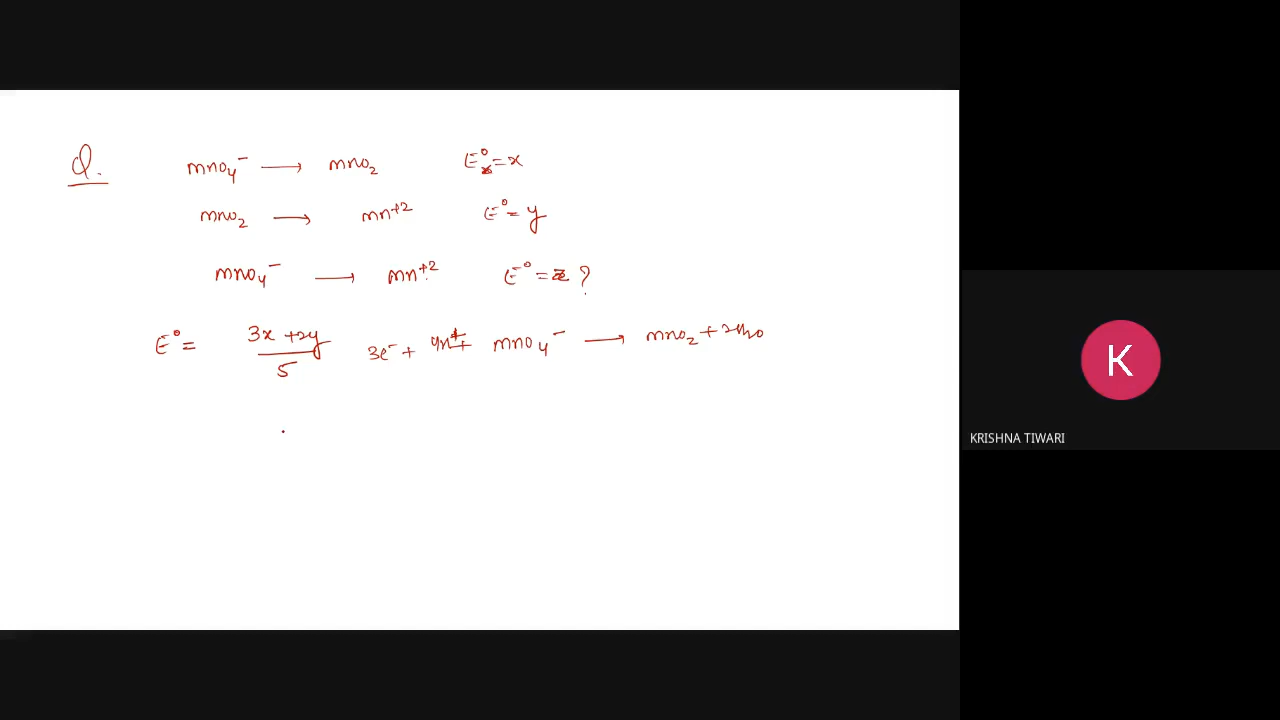 Q. mno₄⁻ → mno₂ E°ₓ = x
mno₂ → mn⁺² E° = y
mno₄⁻ → mn⁺² E° = z ?
E° = 3x + 2y / 5 3e⁻ + 4H⁺ + mno₄⁻ → mno₂ + 2H₂O
KRISHNA TIWARI
K